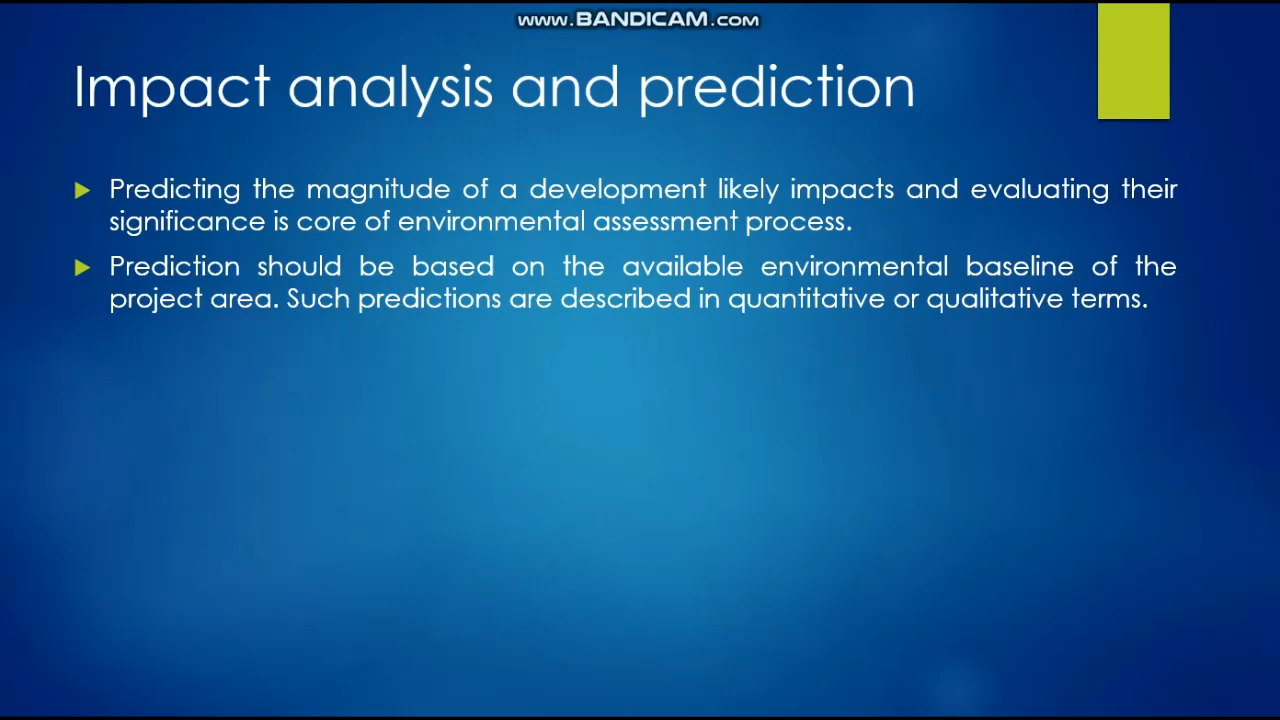 www.BANDICAM.com
Impact analysis and prediction
Predicting the magnitude of a development likely impacts and evaluating their
significance is core of environmental assessment process.
Prediction should be based on the available environmental baseline of the
project area. Such predictions are described in quantitative or qualitative terms.